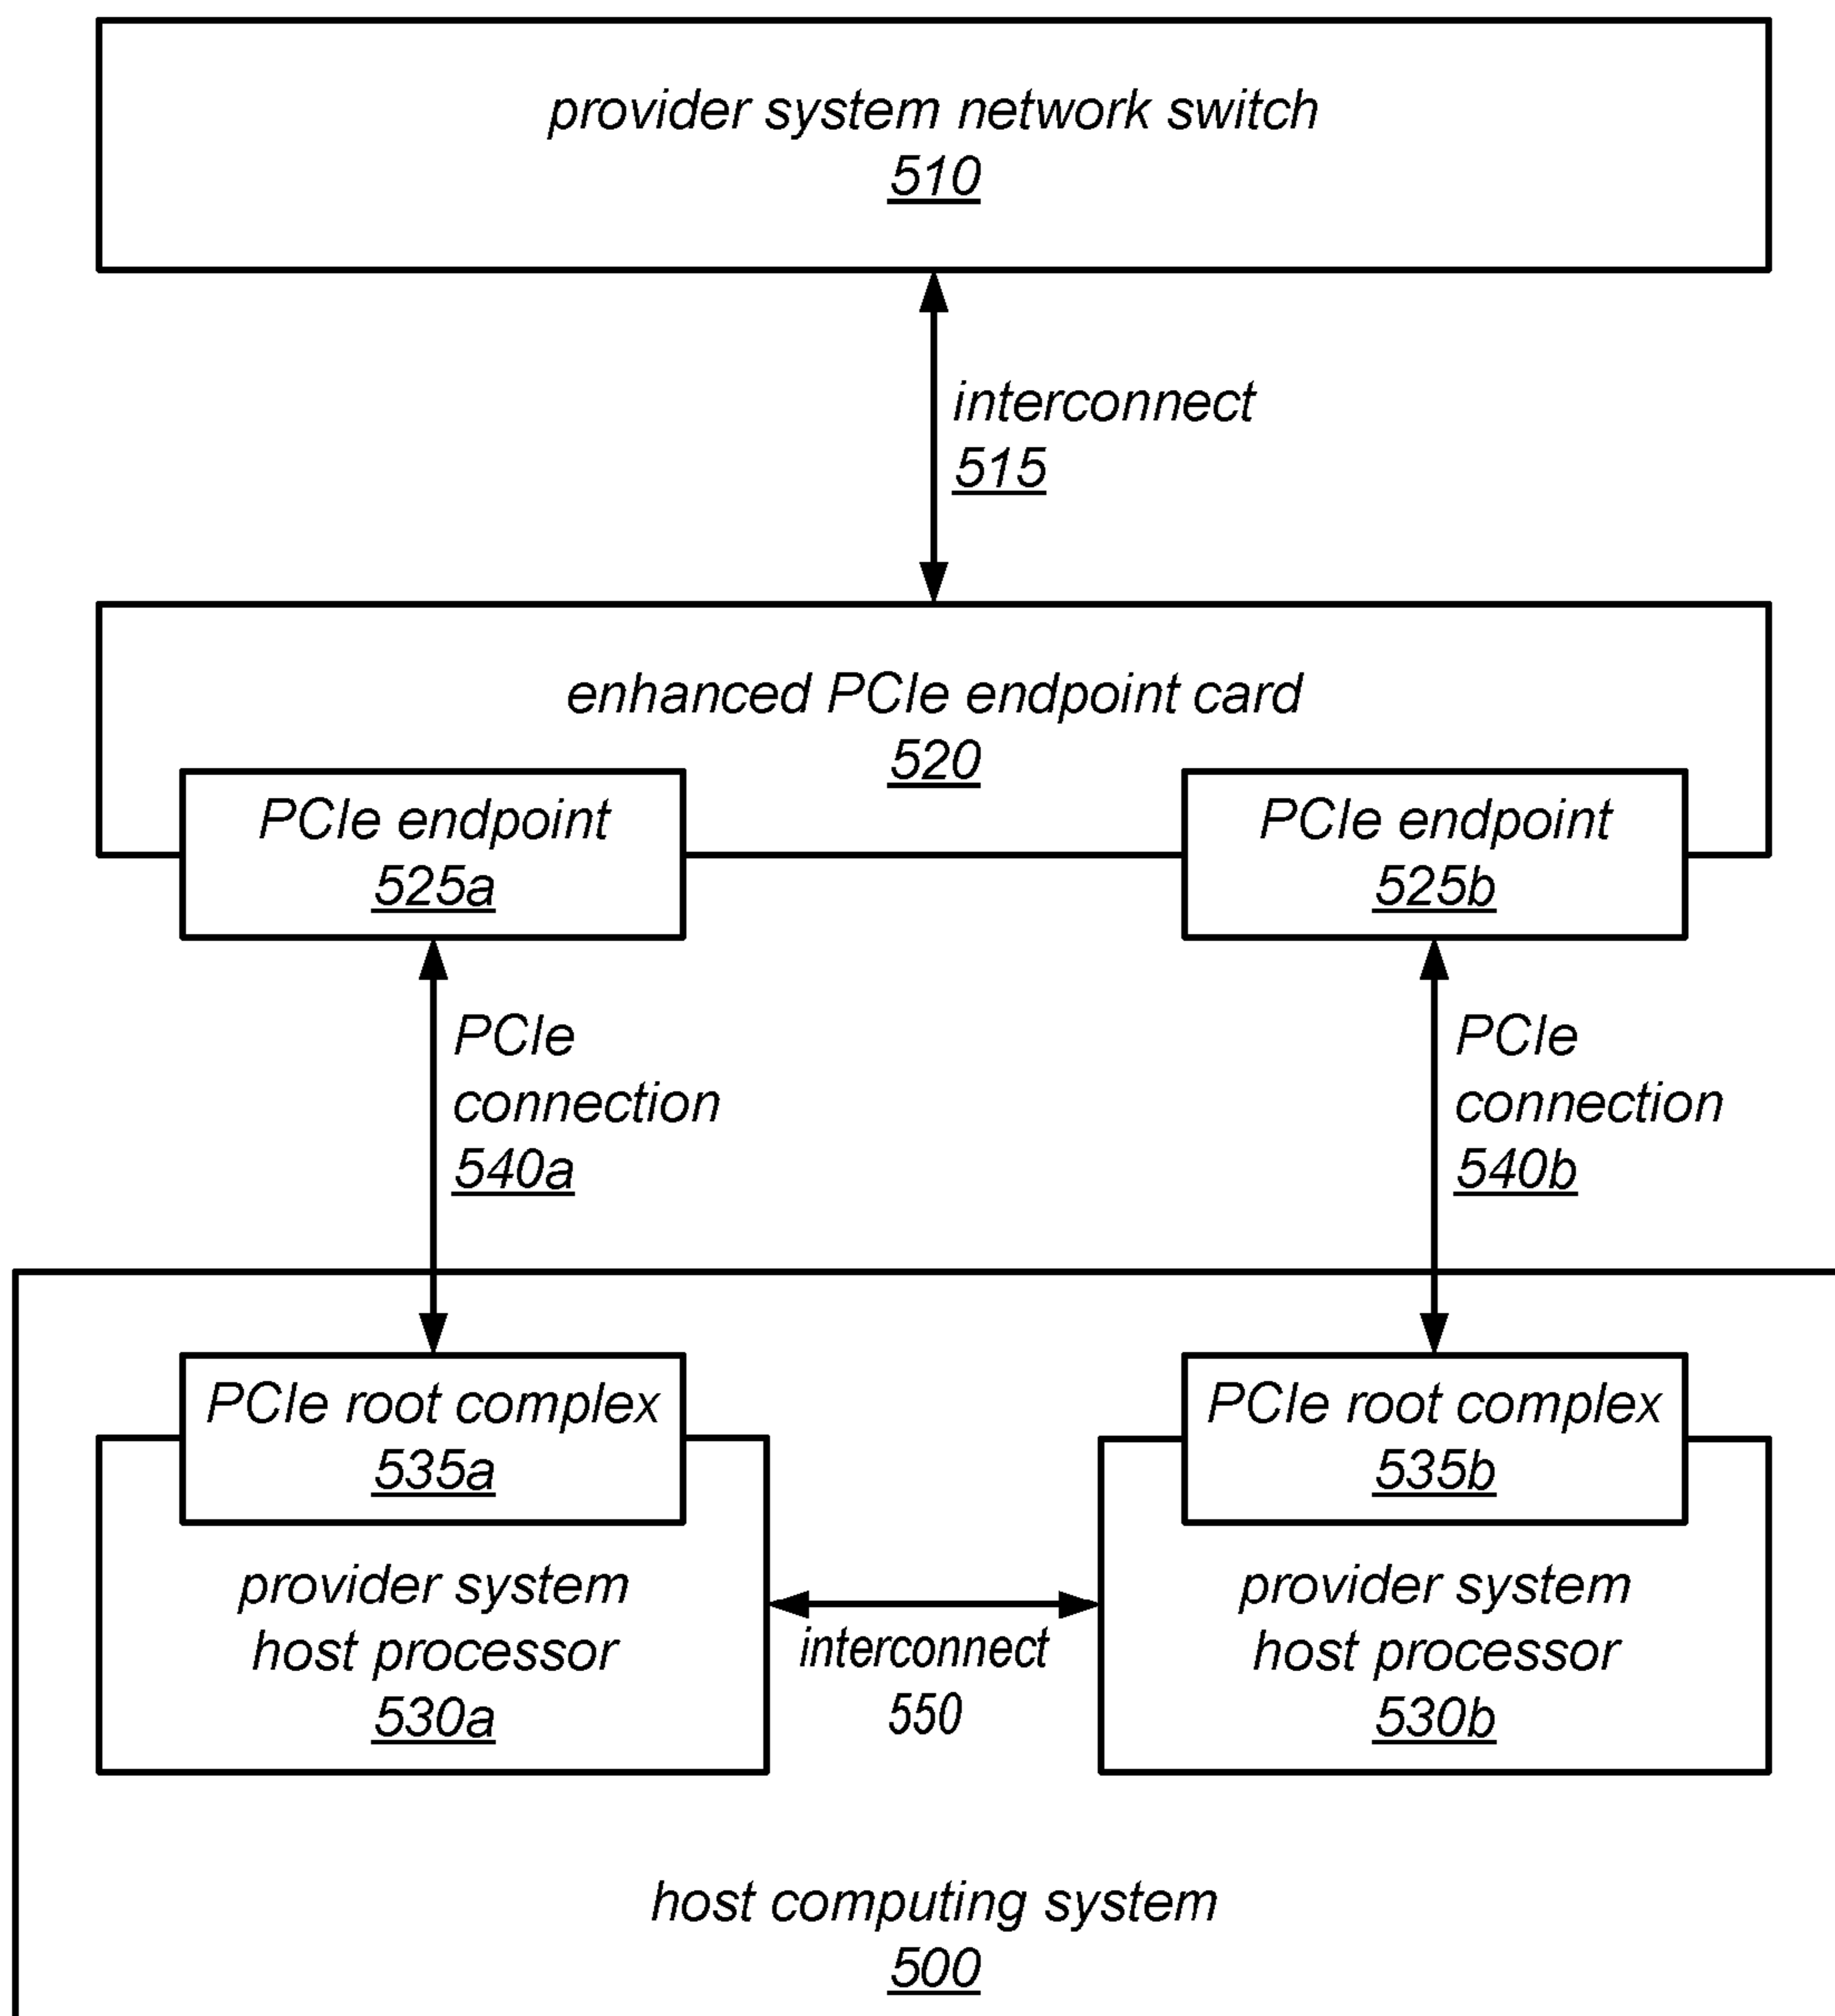 provider system network switch
510
interconnect
515
enhanced PCIe endpoint card
520
PCIe endpoint
525a
PCIe endpoint
525b
PCIe
connection
540a
PCIe
connection
540b
PCIe root complex
535a
PCIe root complex
535b
provider system
host processor
530a
interconnect
550
provider system
host processor
530b
host computing system
500